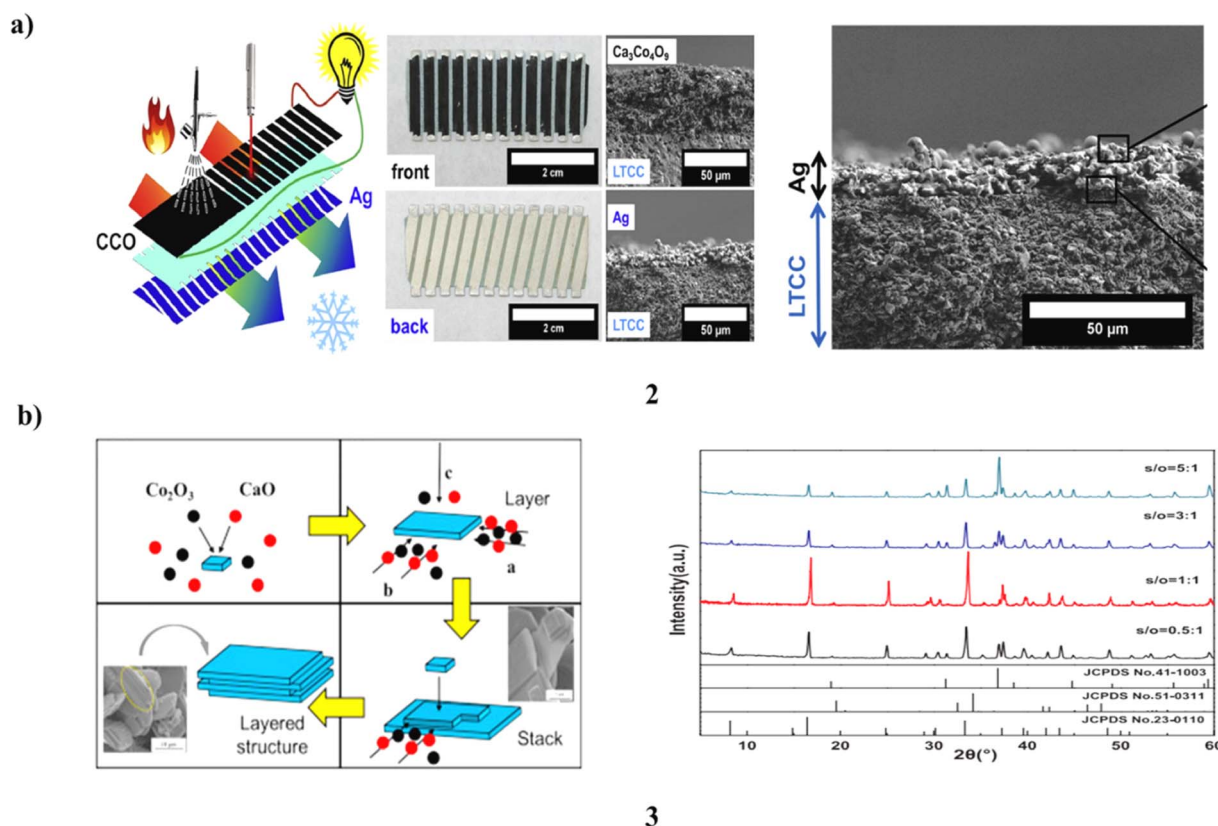 a)
CCO
Ag
front
2 cm
back
2 cm
Ca₃Co₄O₉
LTCC
50 µm
Ag
LTCC
50 µm
Ag
LTCC
50 µm
2
b)
Co₂O₃ CaO
c
Layer
a
b
Layered
structure
Stack
Intensity(a.u.)
s/o=5:1
s/o=3:1
s/o=1:1
s/o=0.5:1
JCPDS No.41-1003
JCPDS No.51-0311
JCPDS No.23-0110
10 20 30 40 50 60
2θ(°)
3